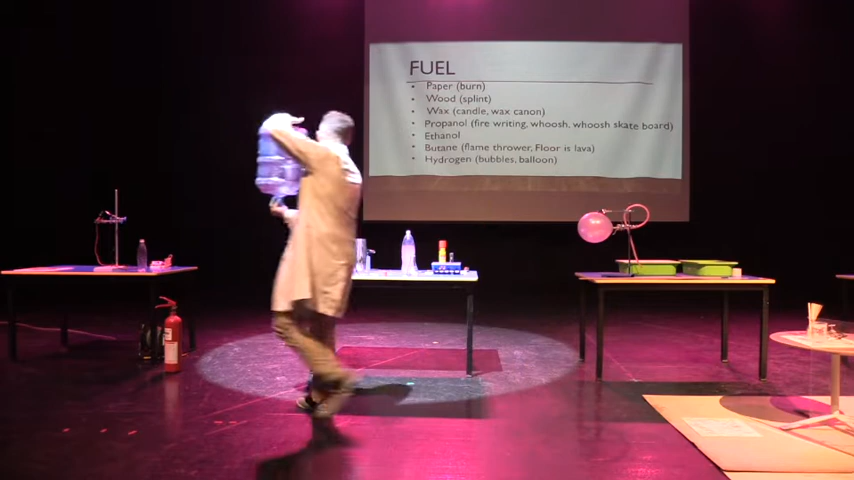 FUEL
• Paper (burn)
• Wood (splint)
• Wax (candle, wax canon)
• Propanol (fire writing, whoosh, whoosh skate board)
• Ethanol
• Butane (flame thrower, Floor is lava)
• Hydrogen (bubbles, balloon)